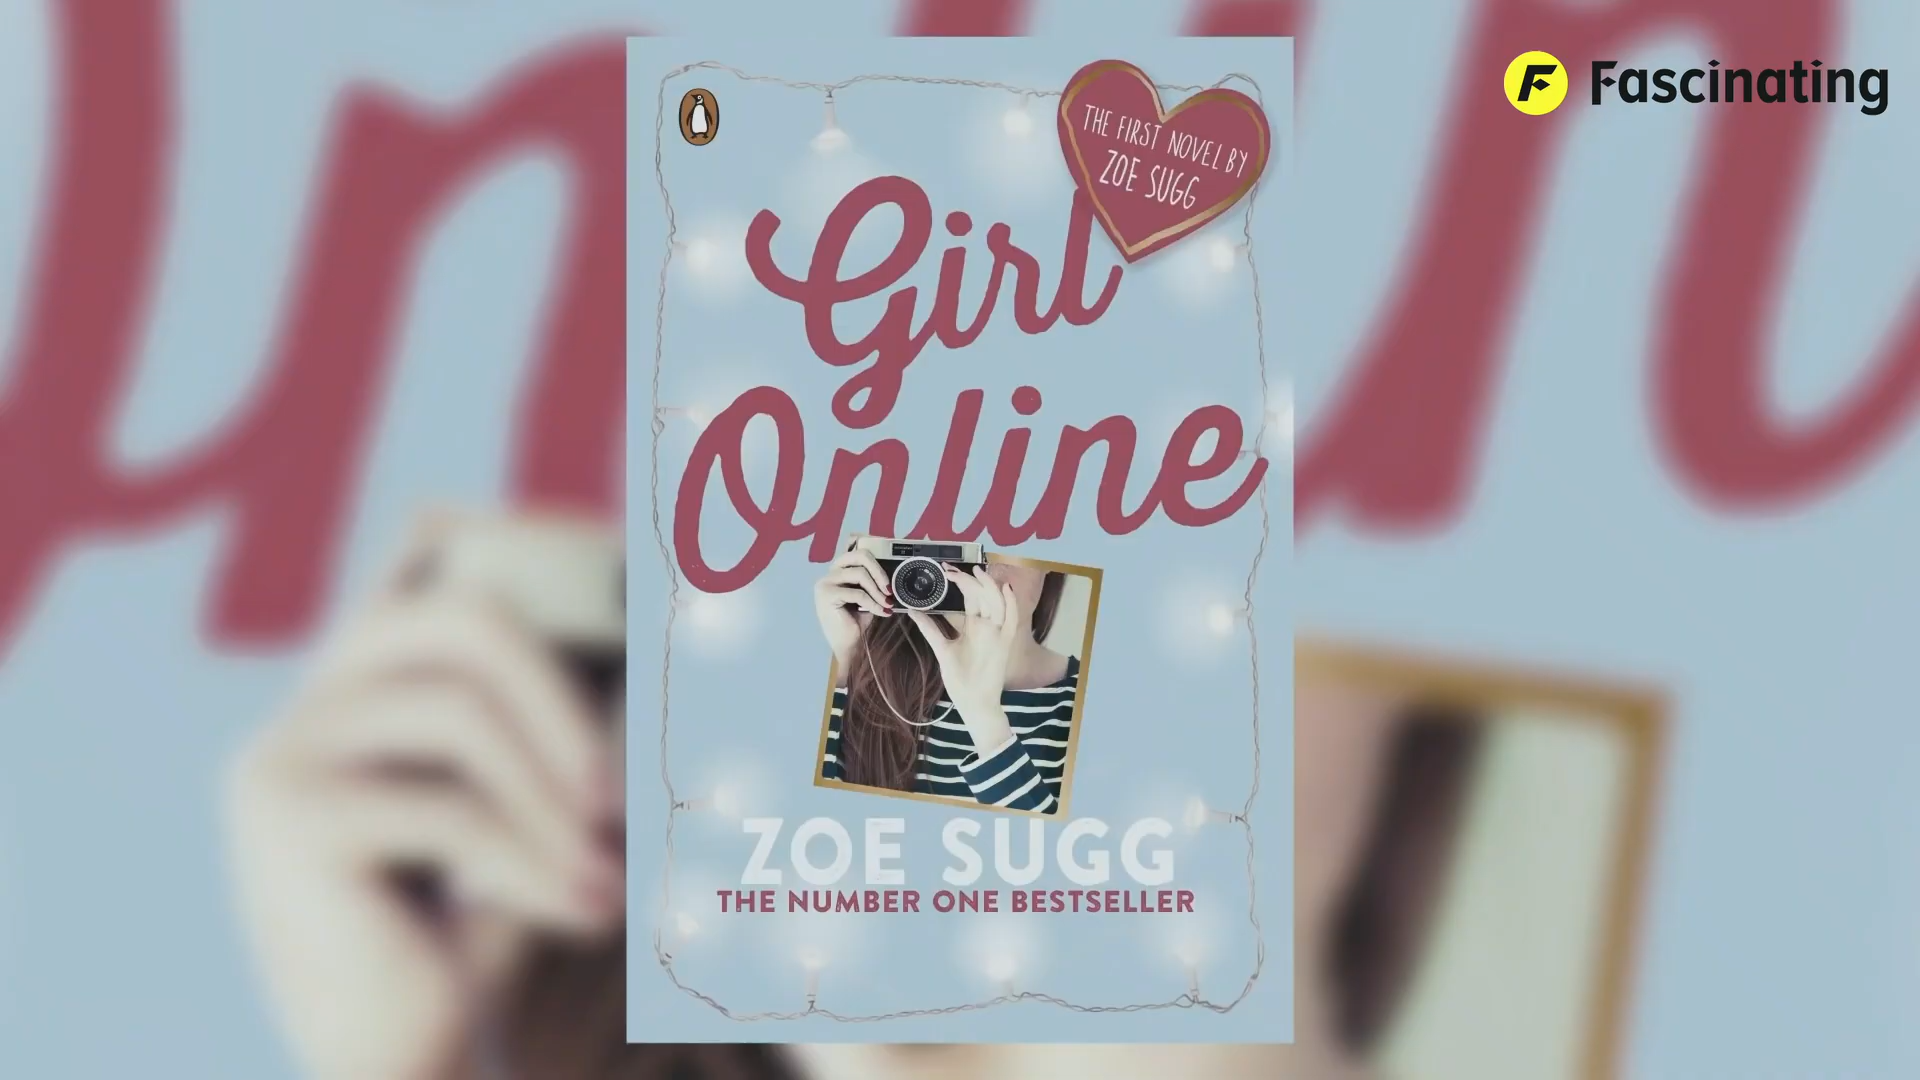 F Fascinating
THE FIRST NOVEL BY
ZOE SUGG
Girl
Online
ZOE SUGG
THE NUMBER ONE BESTSELLER